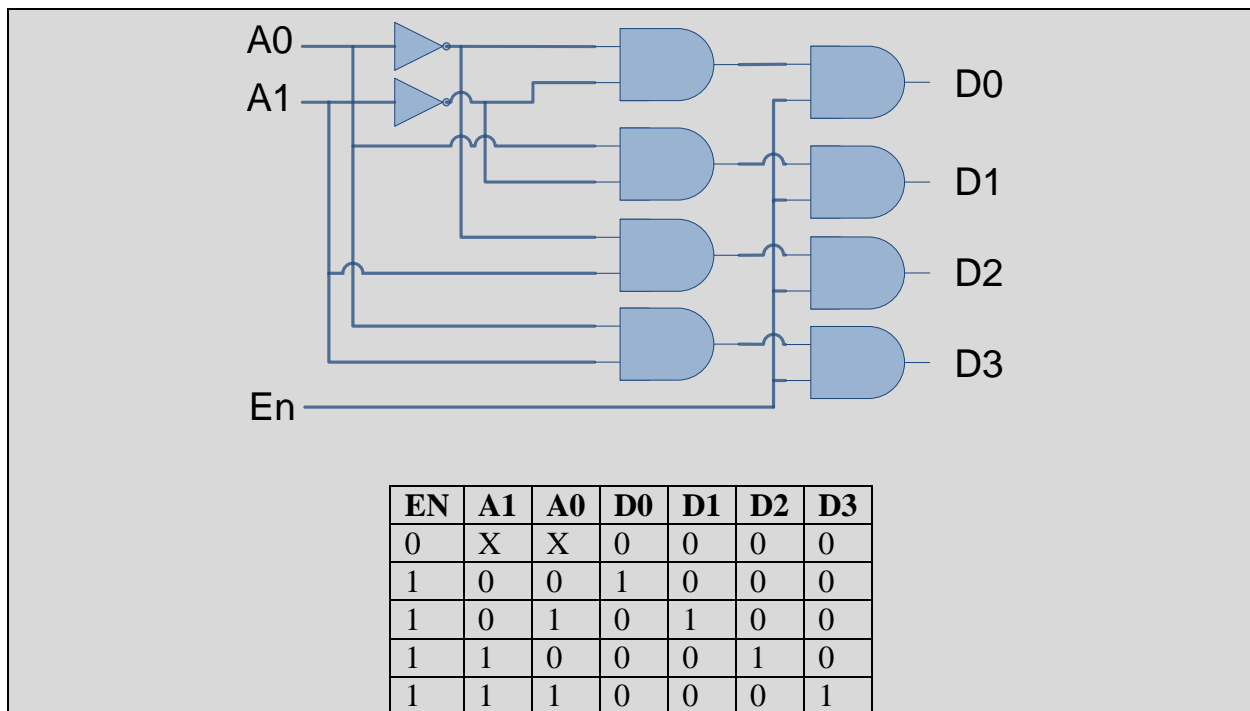 A0
A1
D0
D1
D2
D3
En
EN A1 A0 D0 D1 D2 D3
0 X X 0 0 0 0
1 0 0 1 0 0 0
1 0 1 0 1 0 0
1 1 0 0 0 1 0
1 1 1 0 0 0 1